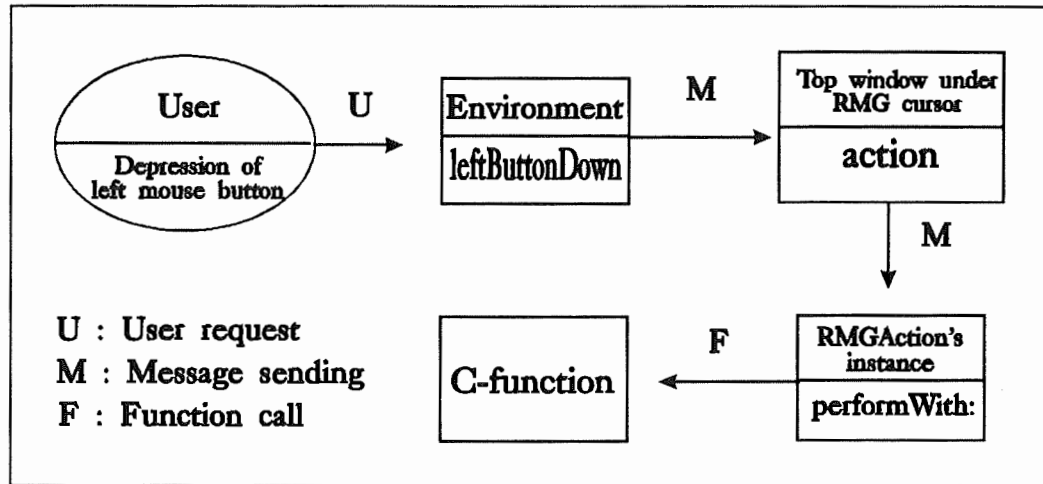 User
Depression of
left mouse button
U
Environment
leftButtonDown
M
Top window under
RMG cursor
action
M
RMGAction's
instance
performWith:
F
C-function
U : User request
M : Message sending
F : Function call